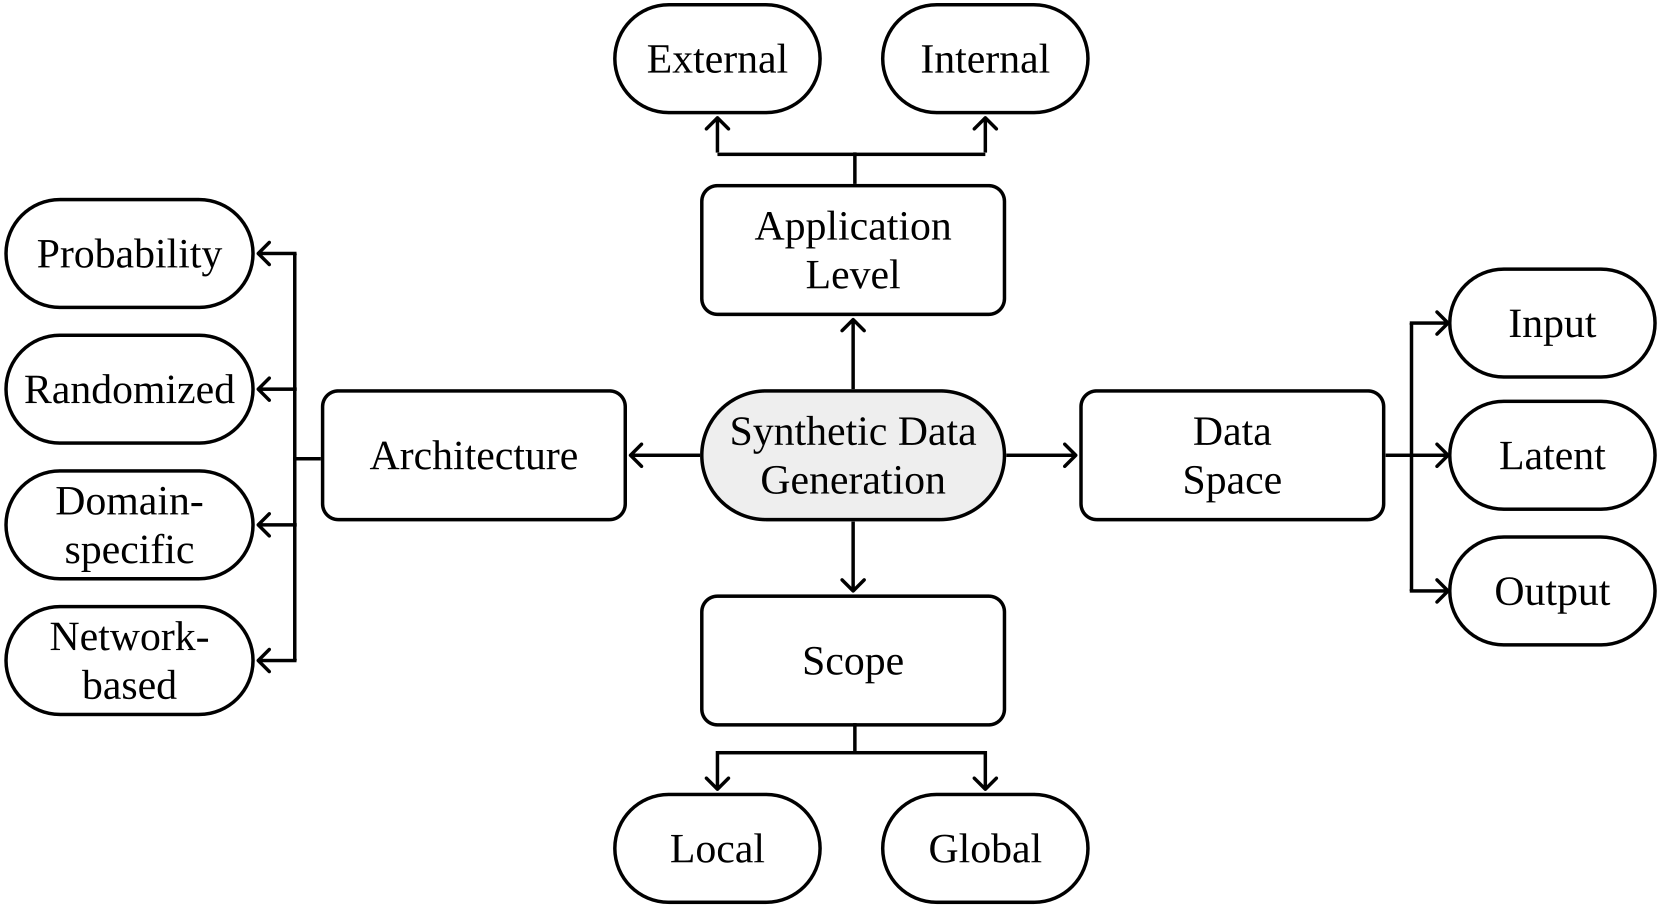 External
Internal
Application
Level
Probability
Randomized
Domain-
specific
Network-
based
Architecture
Synthetic Data
Generation
Data
Space
Input
Latent
Output
Scope
Local
Global